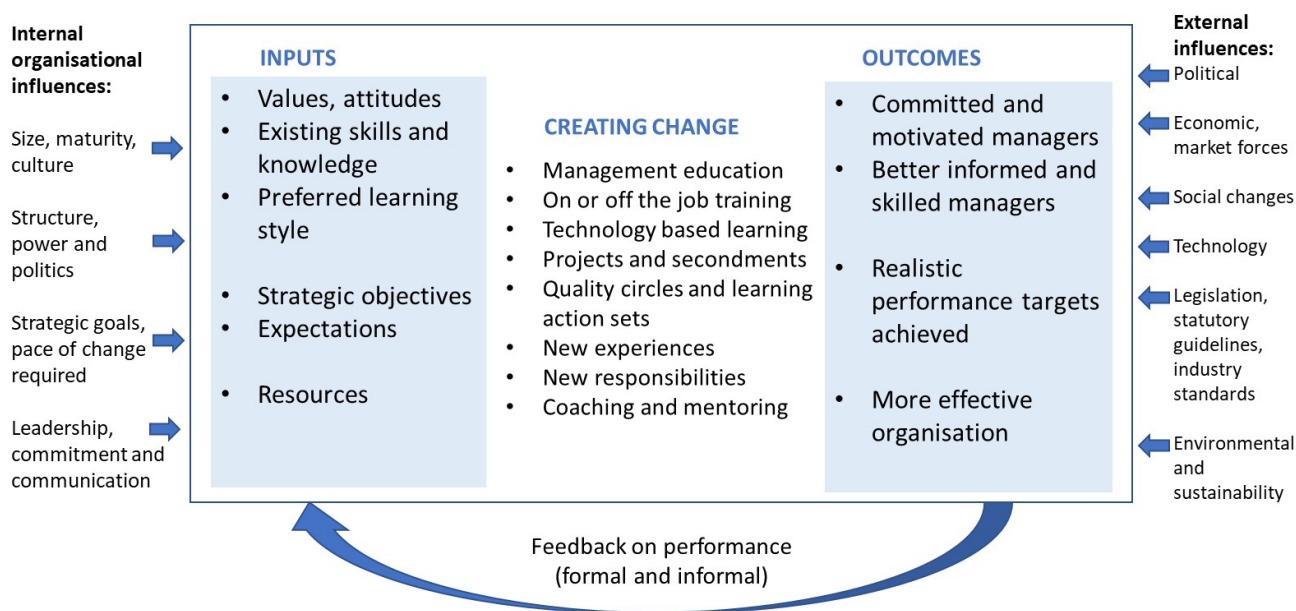 Internal
organisational
influences:
Size, maturity,
culture
Structure,
power and
politics
Strategic goals,
pace of change
required
Leadership,
commitment and
communication
INPUTS
• Values, attitudes
• Existing skills and
knowledge
• Preferred learning
style
• Strategic objectives
• Expectations
• Resources
CREATING CHANGE
• Management education
• On or off the job training
• Technology based learning
• Projects and secondments
• Quality circles and learning
action sets
• New experiences
• New responsibilities
• Coaching and mentoring
OUTCOMES
• Committed and
motivated managers
• Better informed and
skilled managers
• Realistic
performance targets
achieved
• More effective
organisation
External
influences:
Political
Economic,
market forces
Social changes
Technology
Legislation,
statutory
guidelines,
industry
standards
Environmental
and
sustainability
Feedback on performance
(formal and informal)